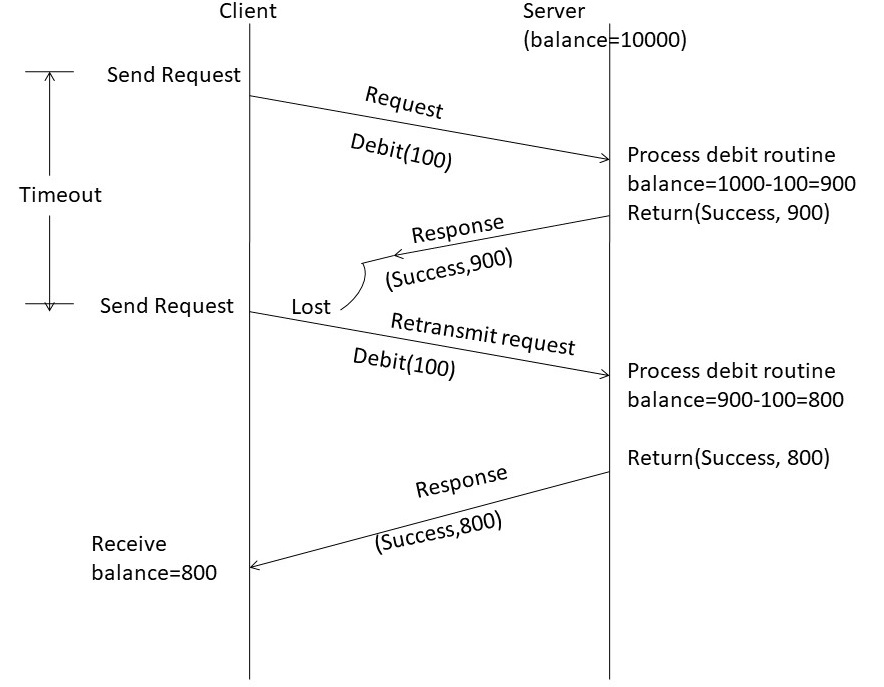 Client
Server
(balance=10000)
Send Request
Request
Debit(100)
Process debit routine
balance=1000-100=900
Return(Success, 900)
Timeout
Response
(Success,900)
Send Request
Lost
Retransmit request
Debit(100)
Process debit routine
balance=900-100=800
Return(Success, 800)
Response
(Success,800)
Receive
balance=800